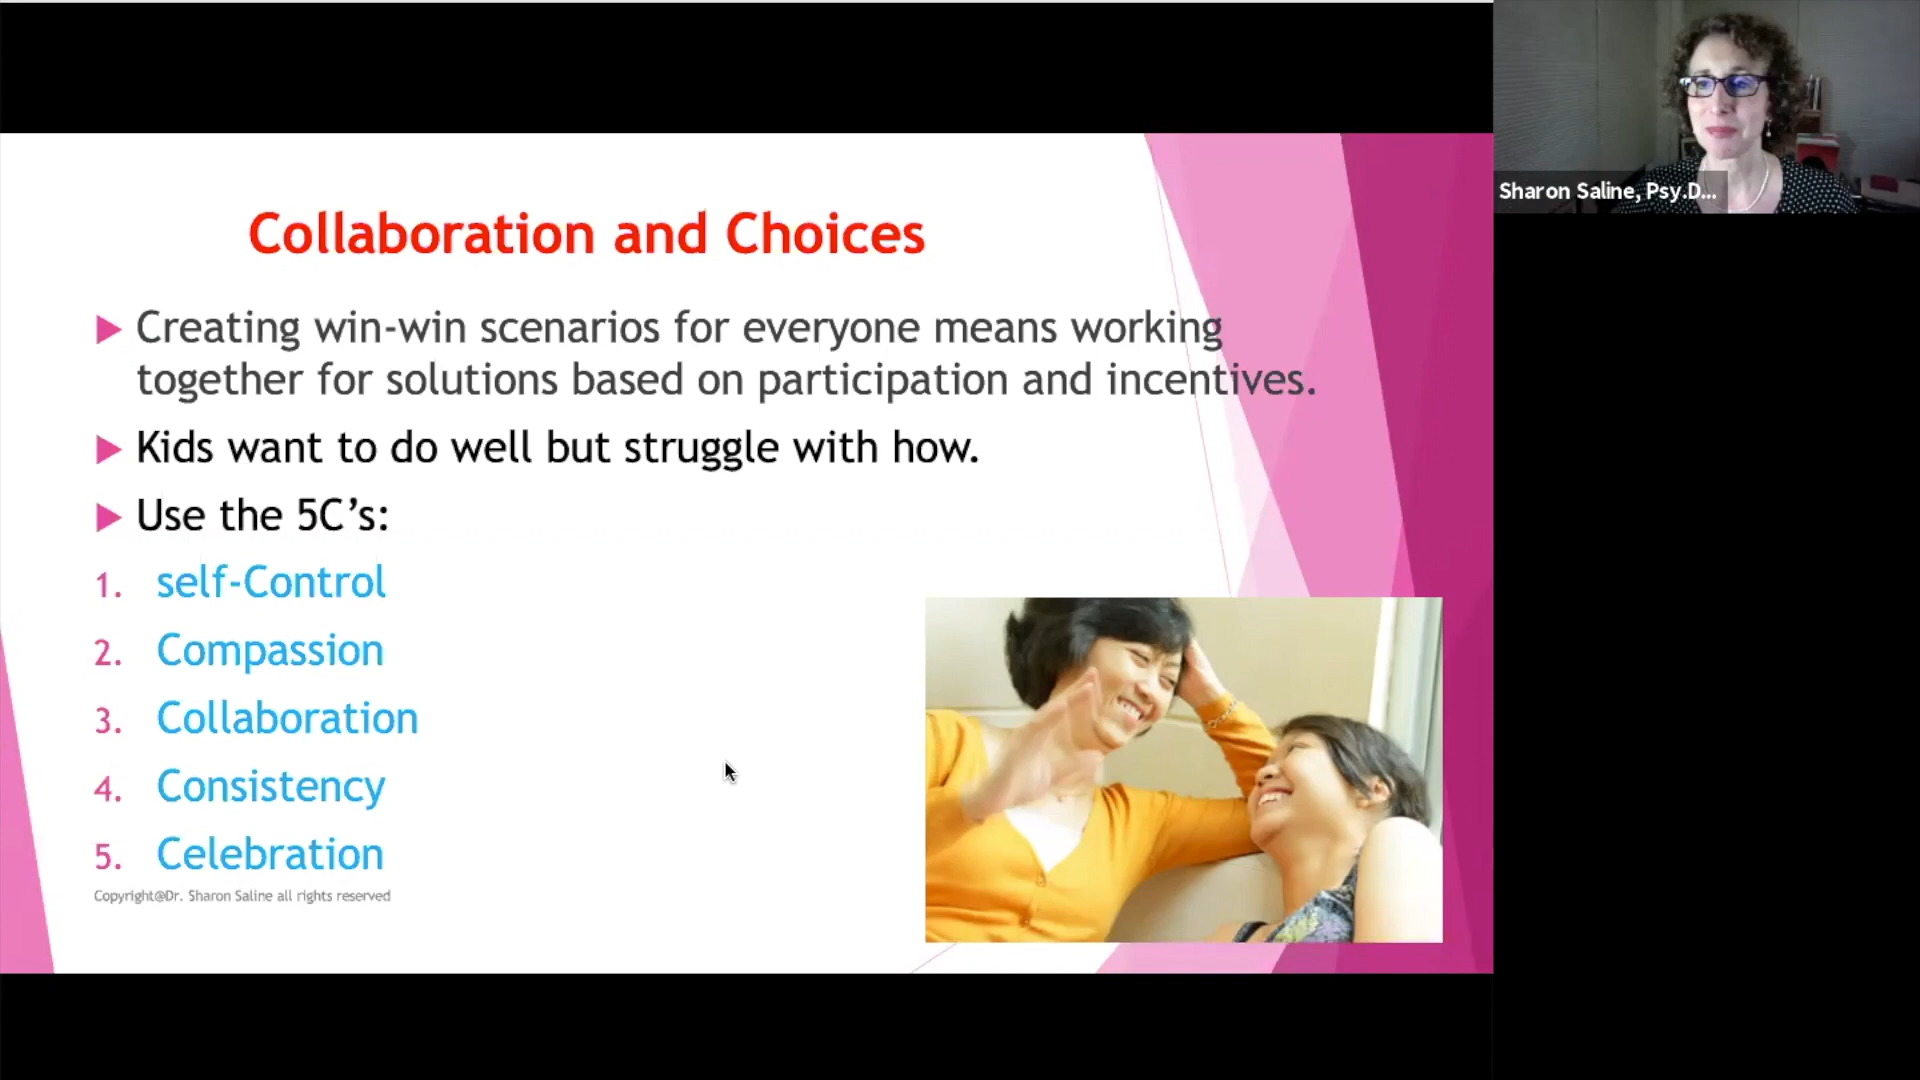 Collaboration and Choices
Creating win-win scenarios for everyone means working
together for solutions based on participation and incentives.
Kids want to do well but struggle with how.
Use the 5C’s:
1. self-Control
2. Compassion
3. Collaboration
4. Consistency
5. Celebration
Copyright@Dr. Sharon Saline all rights reserved
Sharon Saline, Psy.D...